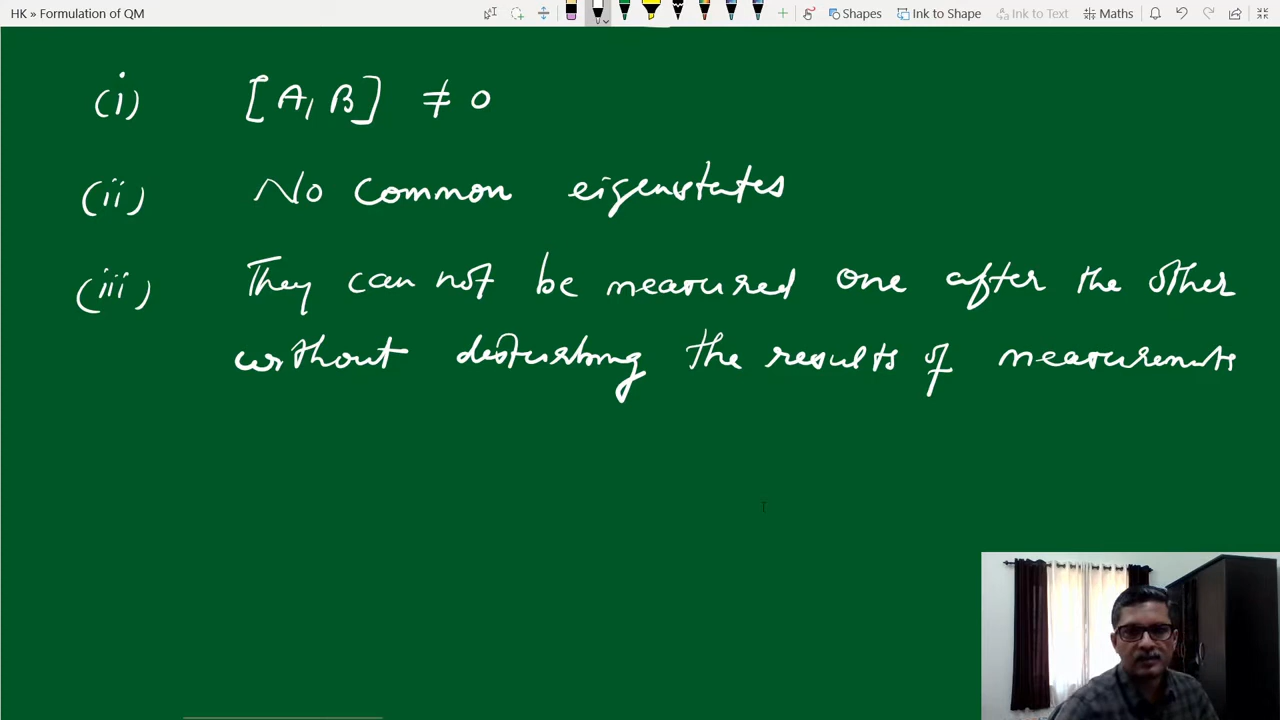 HK » Formulation of QM
Shapes Ink to Shape Ink to Text Maths
(i) [A, B] ≠ 0
(ii) No common eigenstates
(iii) They can not be measured one after the other
without disturbing the results of measurements